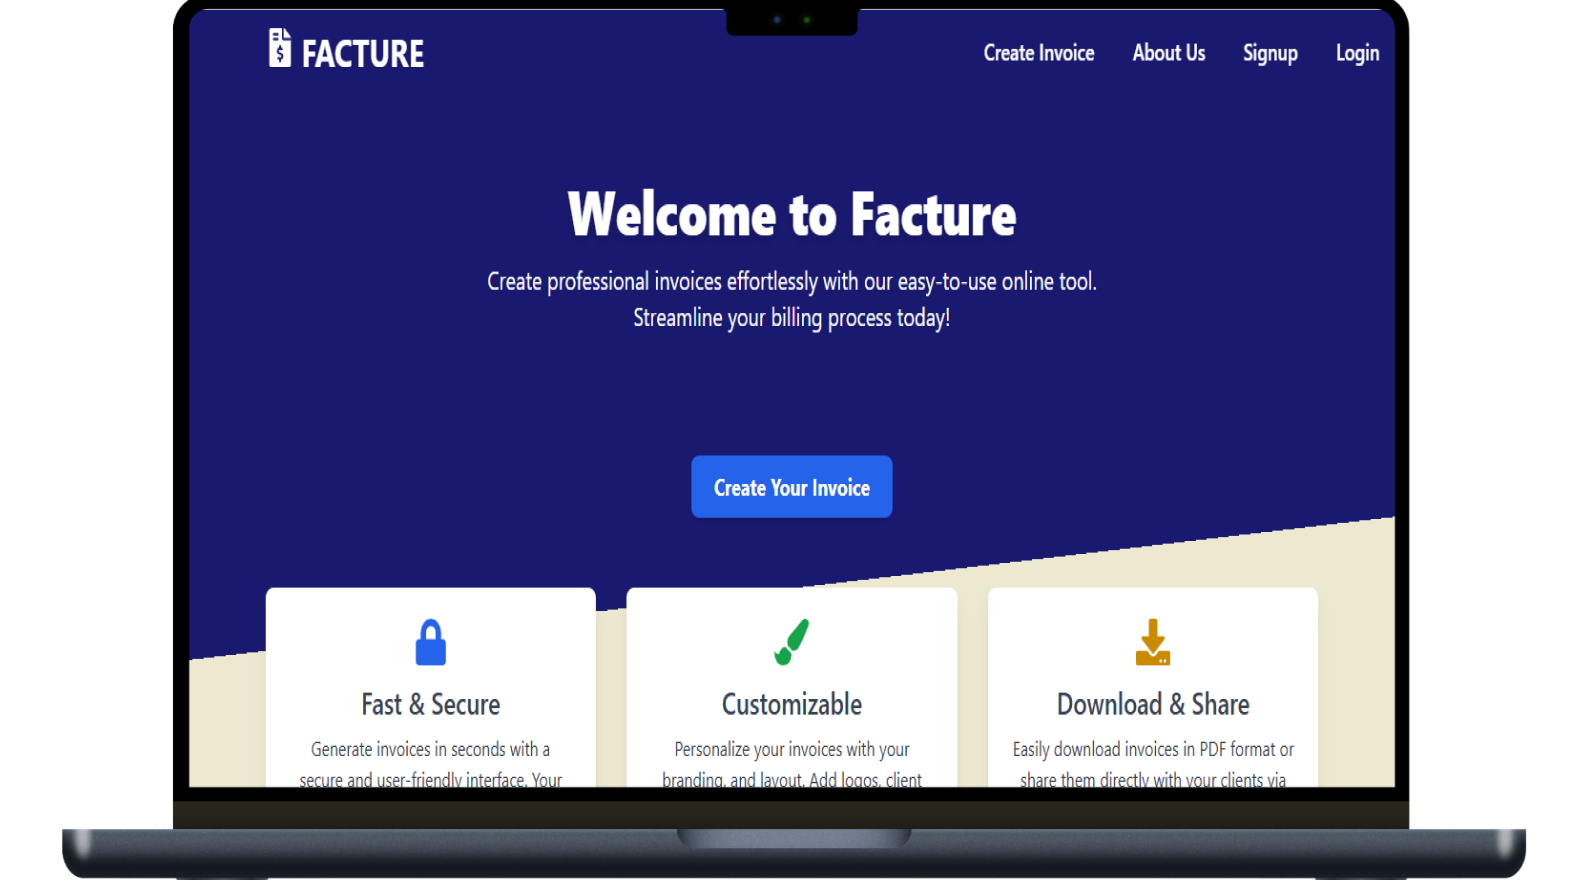 FACTURE
Create Invoice
About Us
Signup
Login
Welcome to Facture
Create professional invoices effortlessly with our easy-to-use online tool.
Streamline your billing process today!
Create Your Invoice
Fast & Secure
Generate invoices in seconds with a
secure and user-friendly interface. Your
Customizable
Personalize your invoices with your
branding, and layout. Add logos, client
Download & Share
Easily download invoices in PDF format or
share them directly with your clients via